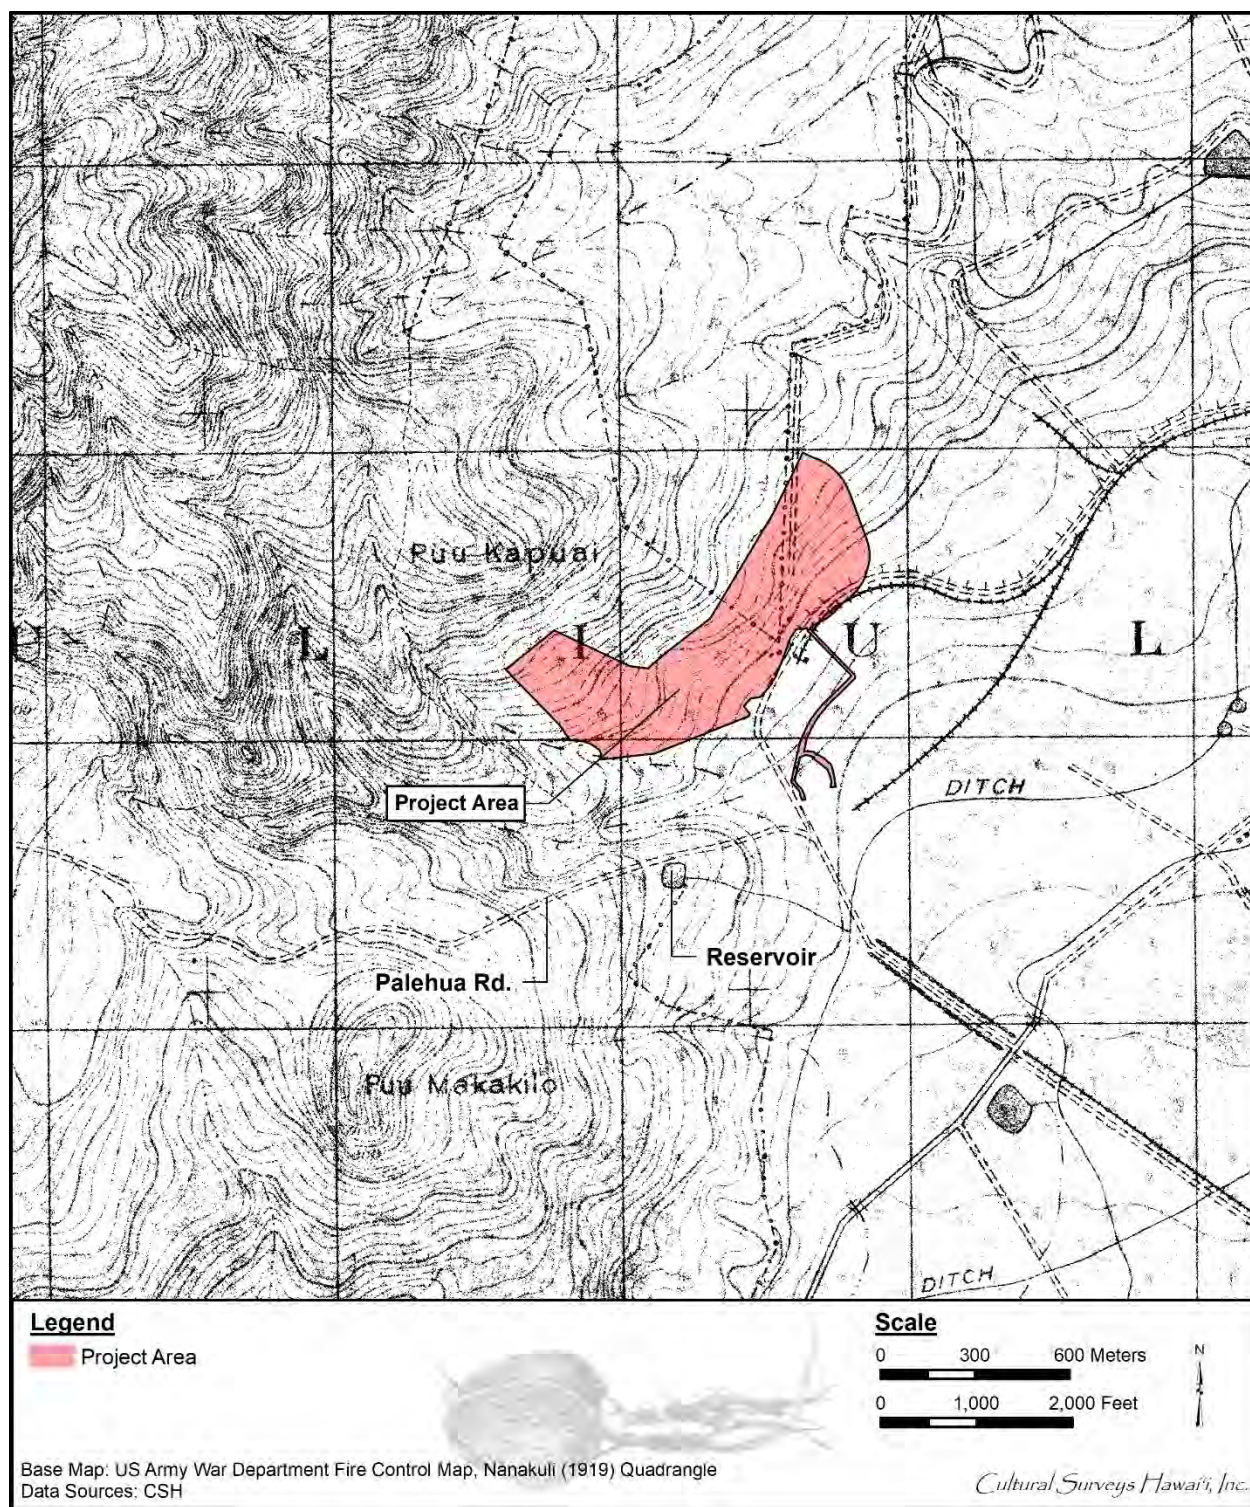 Puu Kapuai
U L I U L
Project Area
DITCH
Reservoir
Palehua Rd.
Puu Makakilo
DITCH
Legend
Project Area
Scale
0 300 600 Meters
0 1,000 2,000 Feet
N
Base Map: US Army War Department Fire Control Map, Nanakuli (1919) Quadrangle
Data Sources: CSH
Cultural Surveys Hawai'i, Inc.